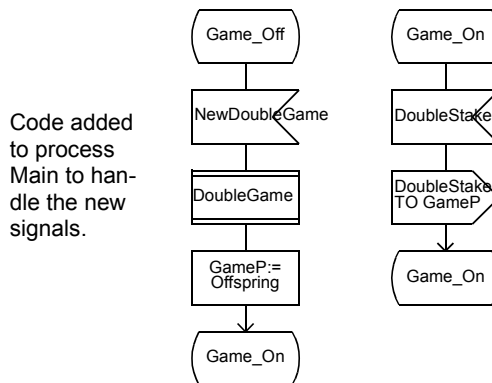 Code added
to process
Main to han-
dle the new
signals.
Game_Off
NewDoubleGame
DoubleGame
GameP:=
Offspring
Game_On
Game_On
DoubleStake
DoubleStake
TO GameP
Game_On